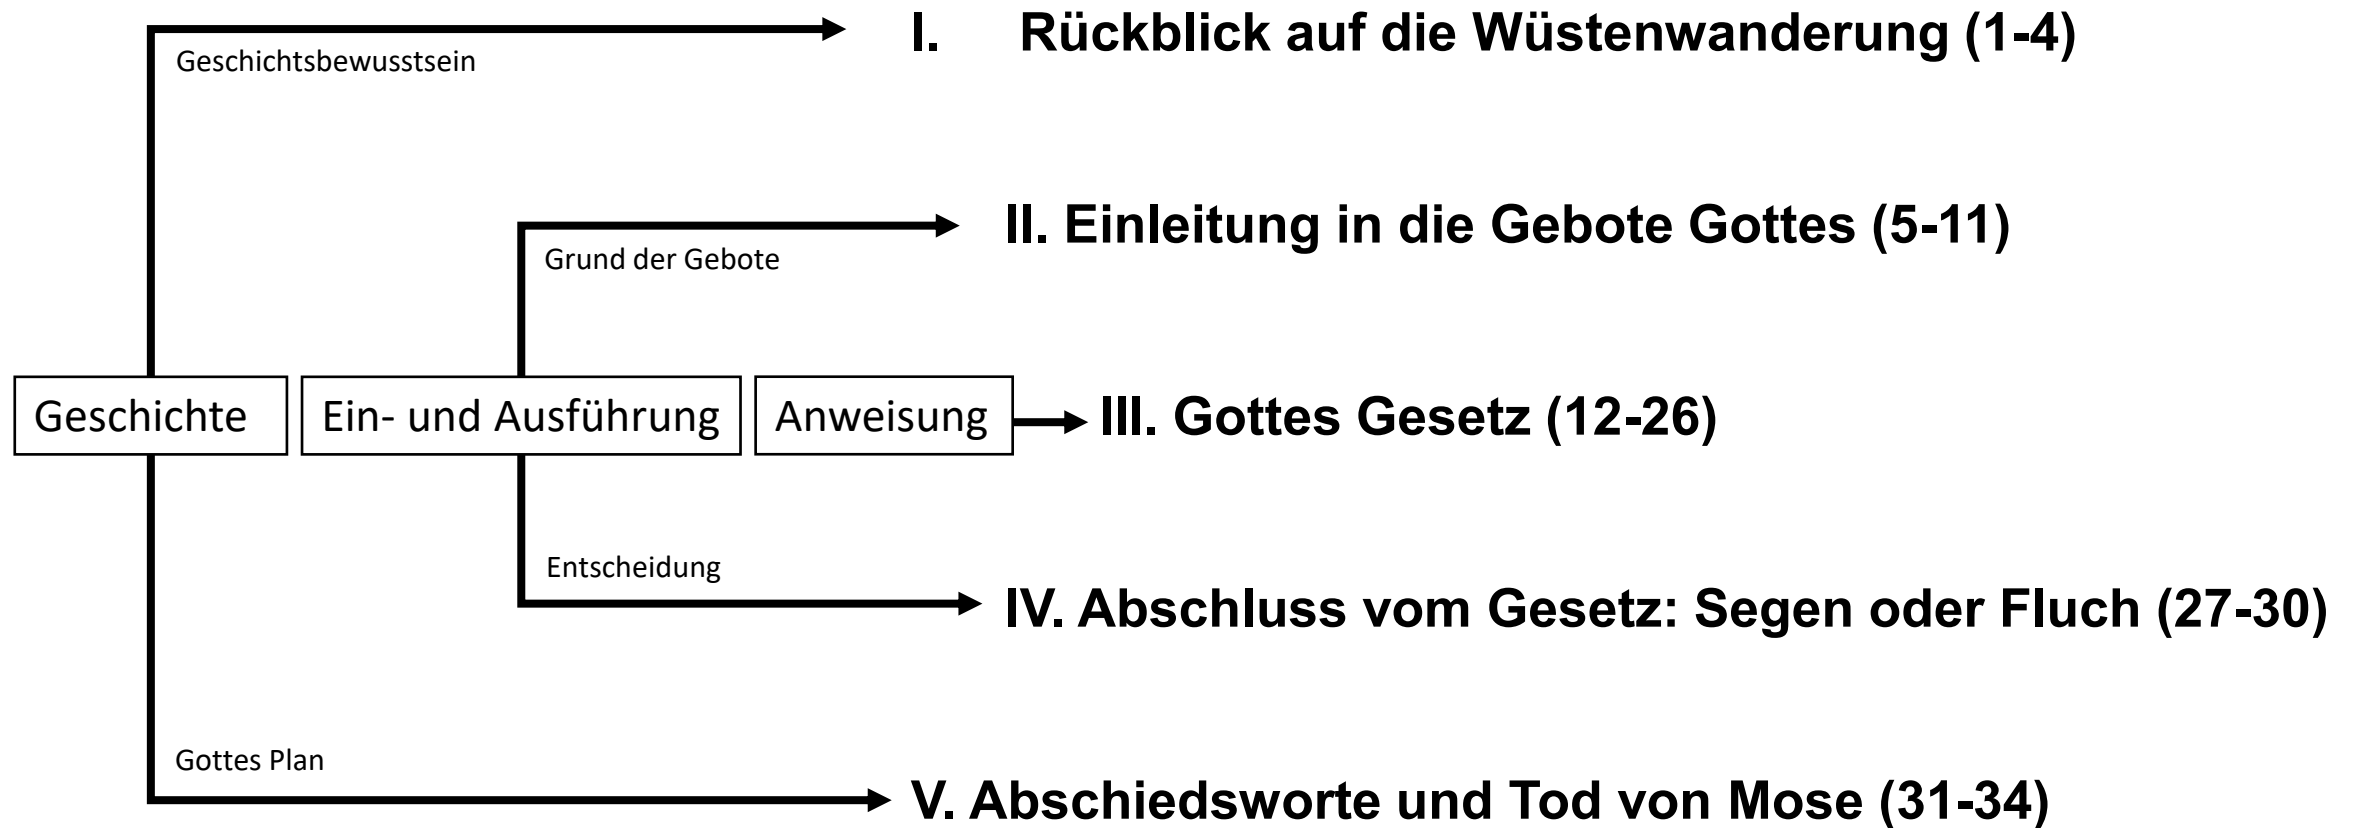 I. Rückblick auf die Wüstenwanderung (1-4)
Geschichtsbewusstsein
II. Einleitung in die Gebote Gottes (5-11)
Grund der Gebote
Geschichte
Ein- und Ausführung
Anweisung
III. Gottes Gesetz (12-26)
Entscheidung
IV. Abschluss vom Gesetz: Segen oder Fluch (27-30)
Gottes Plan
V. Abschiedsworte und Tod von Mose (31-34)